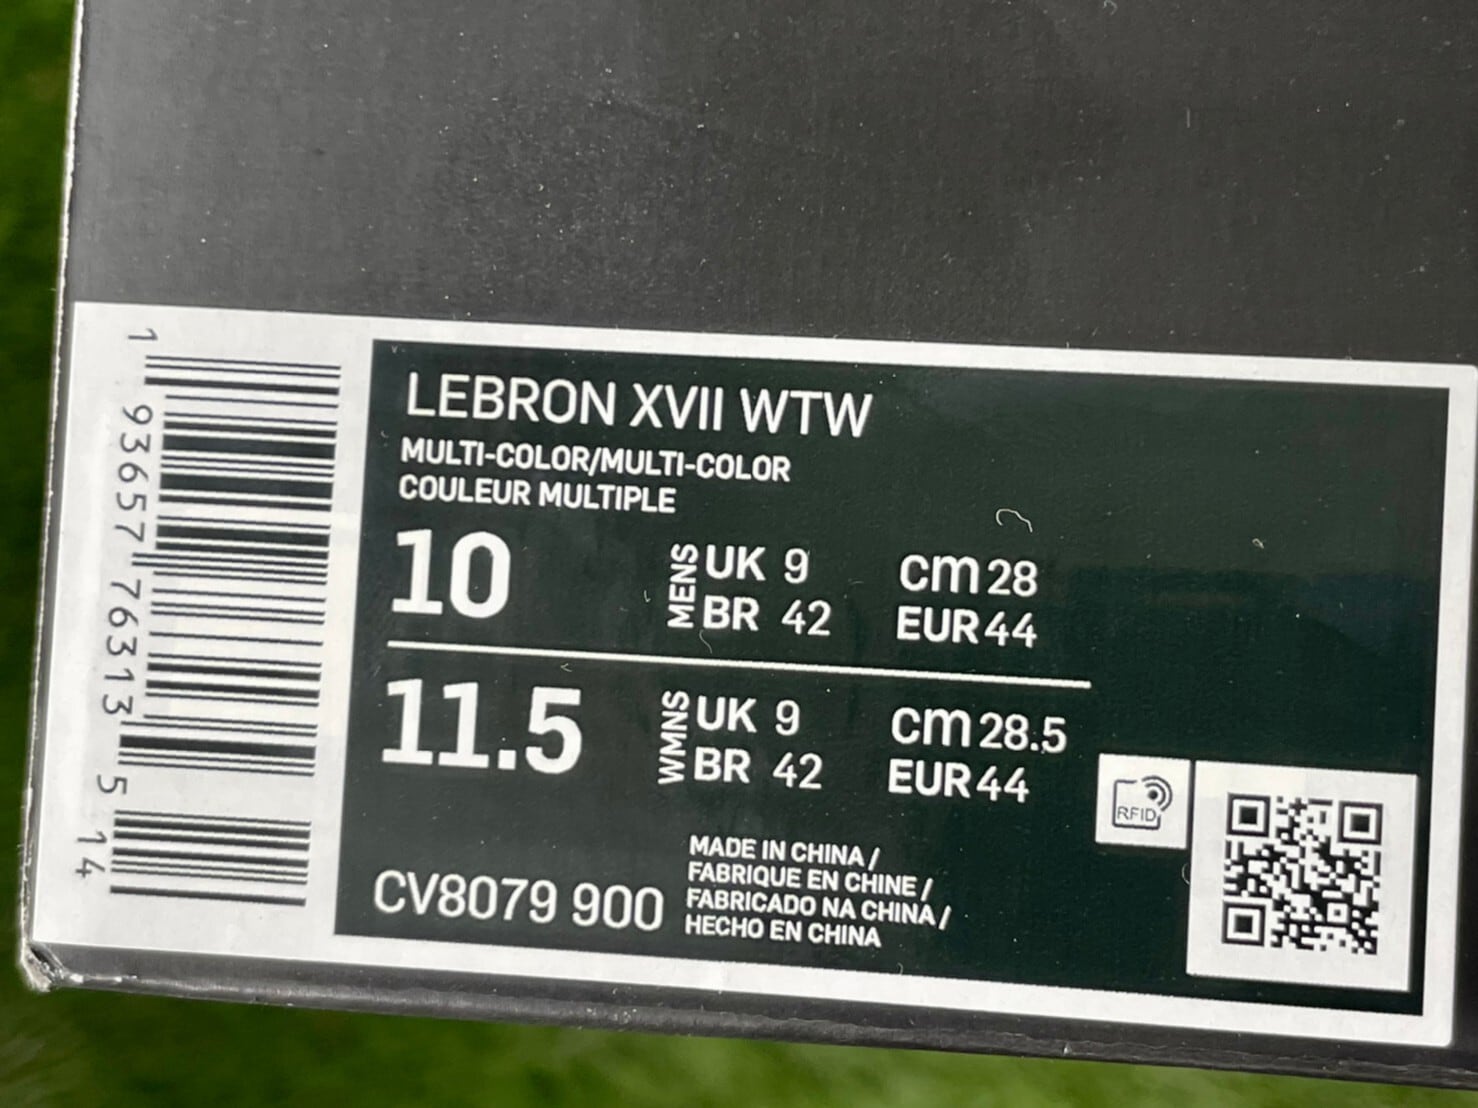 LEBRON XVII WTW
MULTI-COLOR/MULTI-COLOR
COULEUR MULTIPLE
10
MENS
UK 9
BR 42
cm 28
EUR 44
11.5
WMNS
UK 9
BR 42
cm 28.5
EUR 44
RFID
CV8079 900
MADE IN CHINA /
FABRIQUE EN CHINE /
FABRICADO NA CHINA /
HECHO EN CHINA
1 93657 76313 5 14